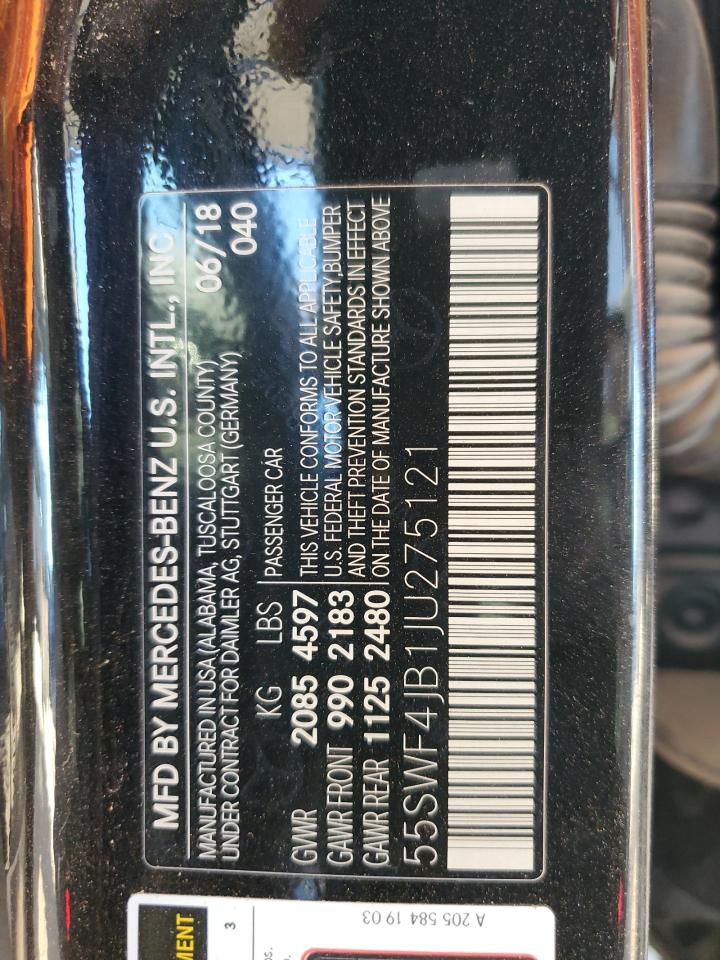 MFD BY MERCEDES-BENZ U.S. INTL., INC
MANUFACTURED IN USA (ALABAMA, TUSCALOOSA COUNTY)
UNDER CONTRACT FOR DAIMLER AG, STUTTGART (GERMANY)
06/18
040
KG LBS
GWR 2085 4597
GAWR FRONT 990 2183
GAWR REAR 1125 2480
PASSENGER CAR
THIS VEHICLE CONFORMS TO ALL APPLICABLE
U.S. FEDERAL MOTOR VEHICLE SAFETY,BUMPER
AND THEFT PREVENTION STANDARDS IN EFFECT
ON THE DATE OF MANUFACTURE SHOWN ABOVE
55SWF4JB1JU275121
A 205 584 19 03
3